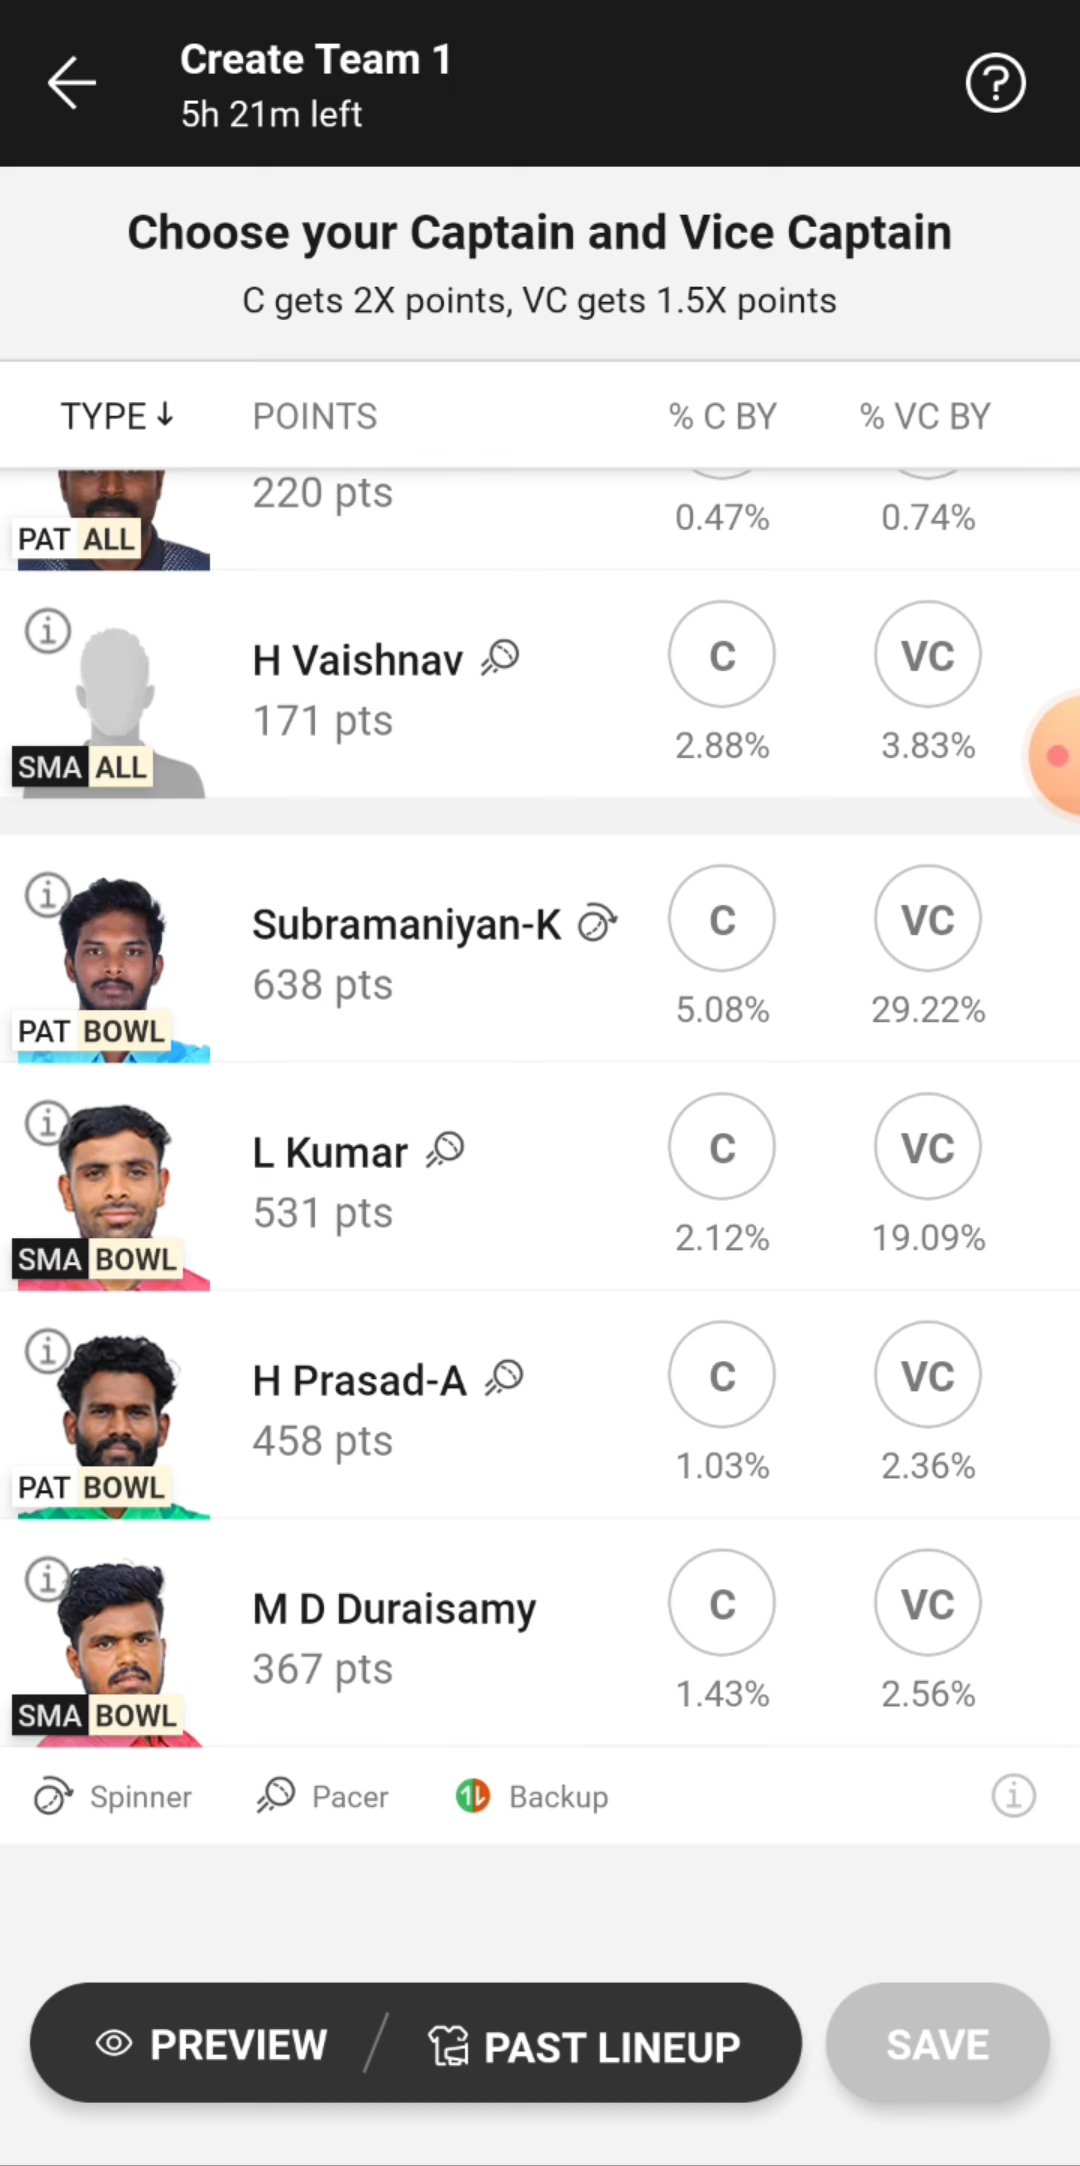 Create Team 1
5h 21m left
Choose your Captain and Vice Captain
C gets 2X points, VC gets 1.5X points
TYPE↓ POINTS % C BY % VC BY
220 pts 0.47% 0.74%
PAT ALL
H Vaishnav C VC
171 pts 2.88% 3.83%
SMA ALL
Subramaniyan-K C VC
638 pts 5.08% 29.22%
PAT BOWL
L Kumar C VC
531 pts 2.12% 19.09%
SMA BOWL
H Prasad-A C VC
458 pts 1.03% 2.36%
PAT BOWL
M D Duraisamy C VC
367 pts 1.43% 2.56%
SMA BOWL
Spinner Pacer Backup
PREVIEW / PAST LINEUP SAVE